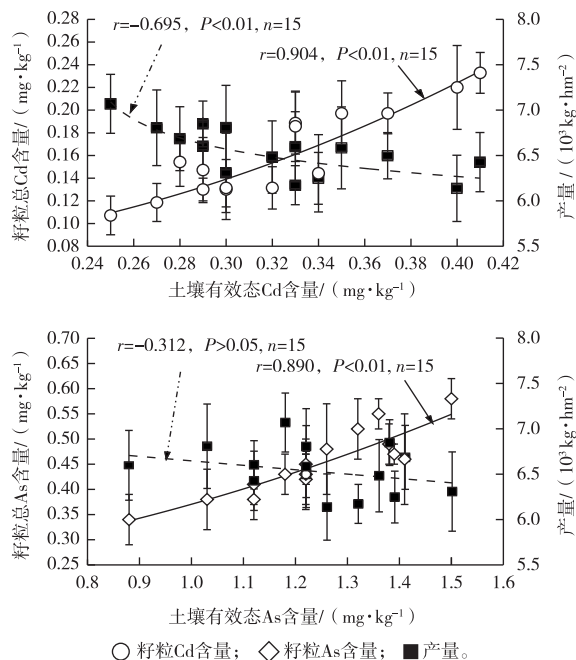 r=-0.695, P<0.01, n=15
r=0.904, P<0.01, n=15
籽粒总Cd含量/(mg·kg⁻¹)
0.28
0.26
0.24
0.22
0.20
0.18
0.16
0.14
0.12
0.10
0.08
8.0
7.5
7.0
6.5
6.0
5.5
5.0
产量/(10³kg·hm⁻²)
0.24 0.26 0.28 0.30 0.32 0.34 0.36 0.38 0.40 0.42
土壤有效态Cd含量/(mg·kg⁻¹)
r=-0.312, P>0.05, n=15
r=0.890, P<0.01, n=15
籽粒总As含量/(mg·kg⁻¹)
0.70
0.65
0.60
0.55
0.50
0.45
0.40
0.35
0.30
0.25
8.0
7.5
7.0
6.5
6.0
5.5
5.0
产量/(10³kg·hm⁻²)
0.8 0.9 1.0 1.1 1.2 1.3 1.4 1.5 1.6
土壤有效态As含量/(mg·kg⁻¹)
籽粒Cd含量; 籽粒As含量; 产量。